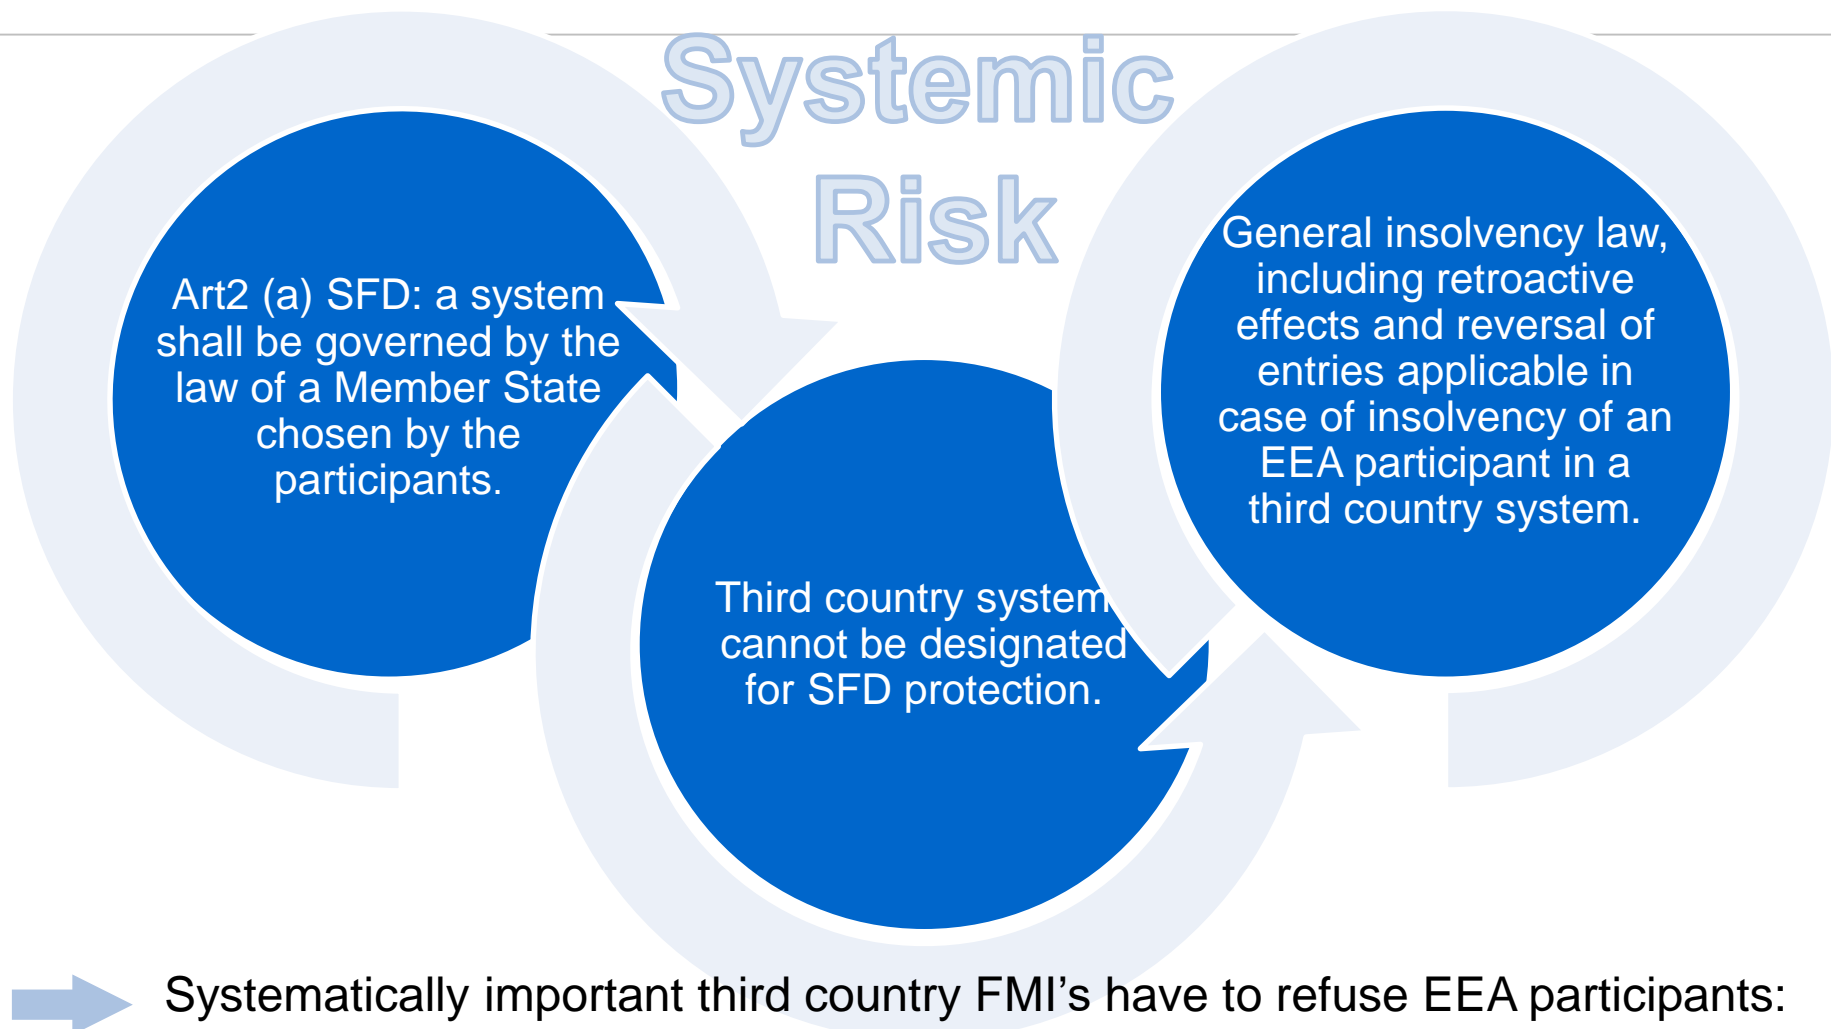 Systemic
Risk
Art2 (a) SFD: a system
shall be governed by the
law of a Member State
chosen by the
participants.
Third country system
cannot be designated
for SFD protection.
General insolvency law,
including retroactive
effects and reversal of
entries applicable in
case of insolvency of an
EEA participant in a
third country system.
Systematically important third country FMI's have to refuse EEA participants: